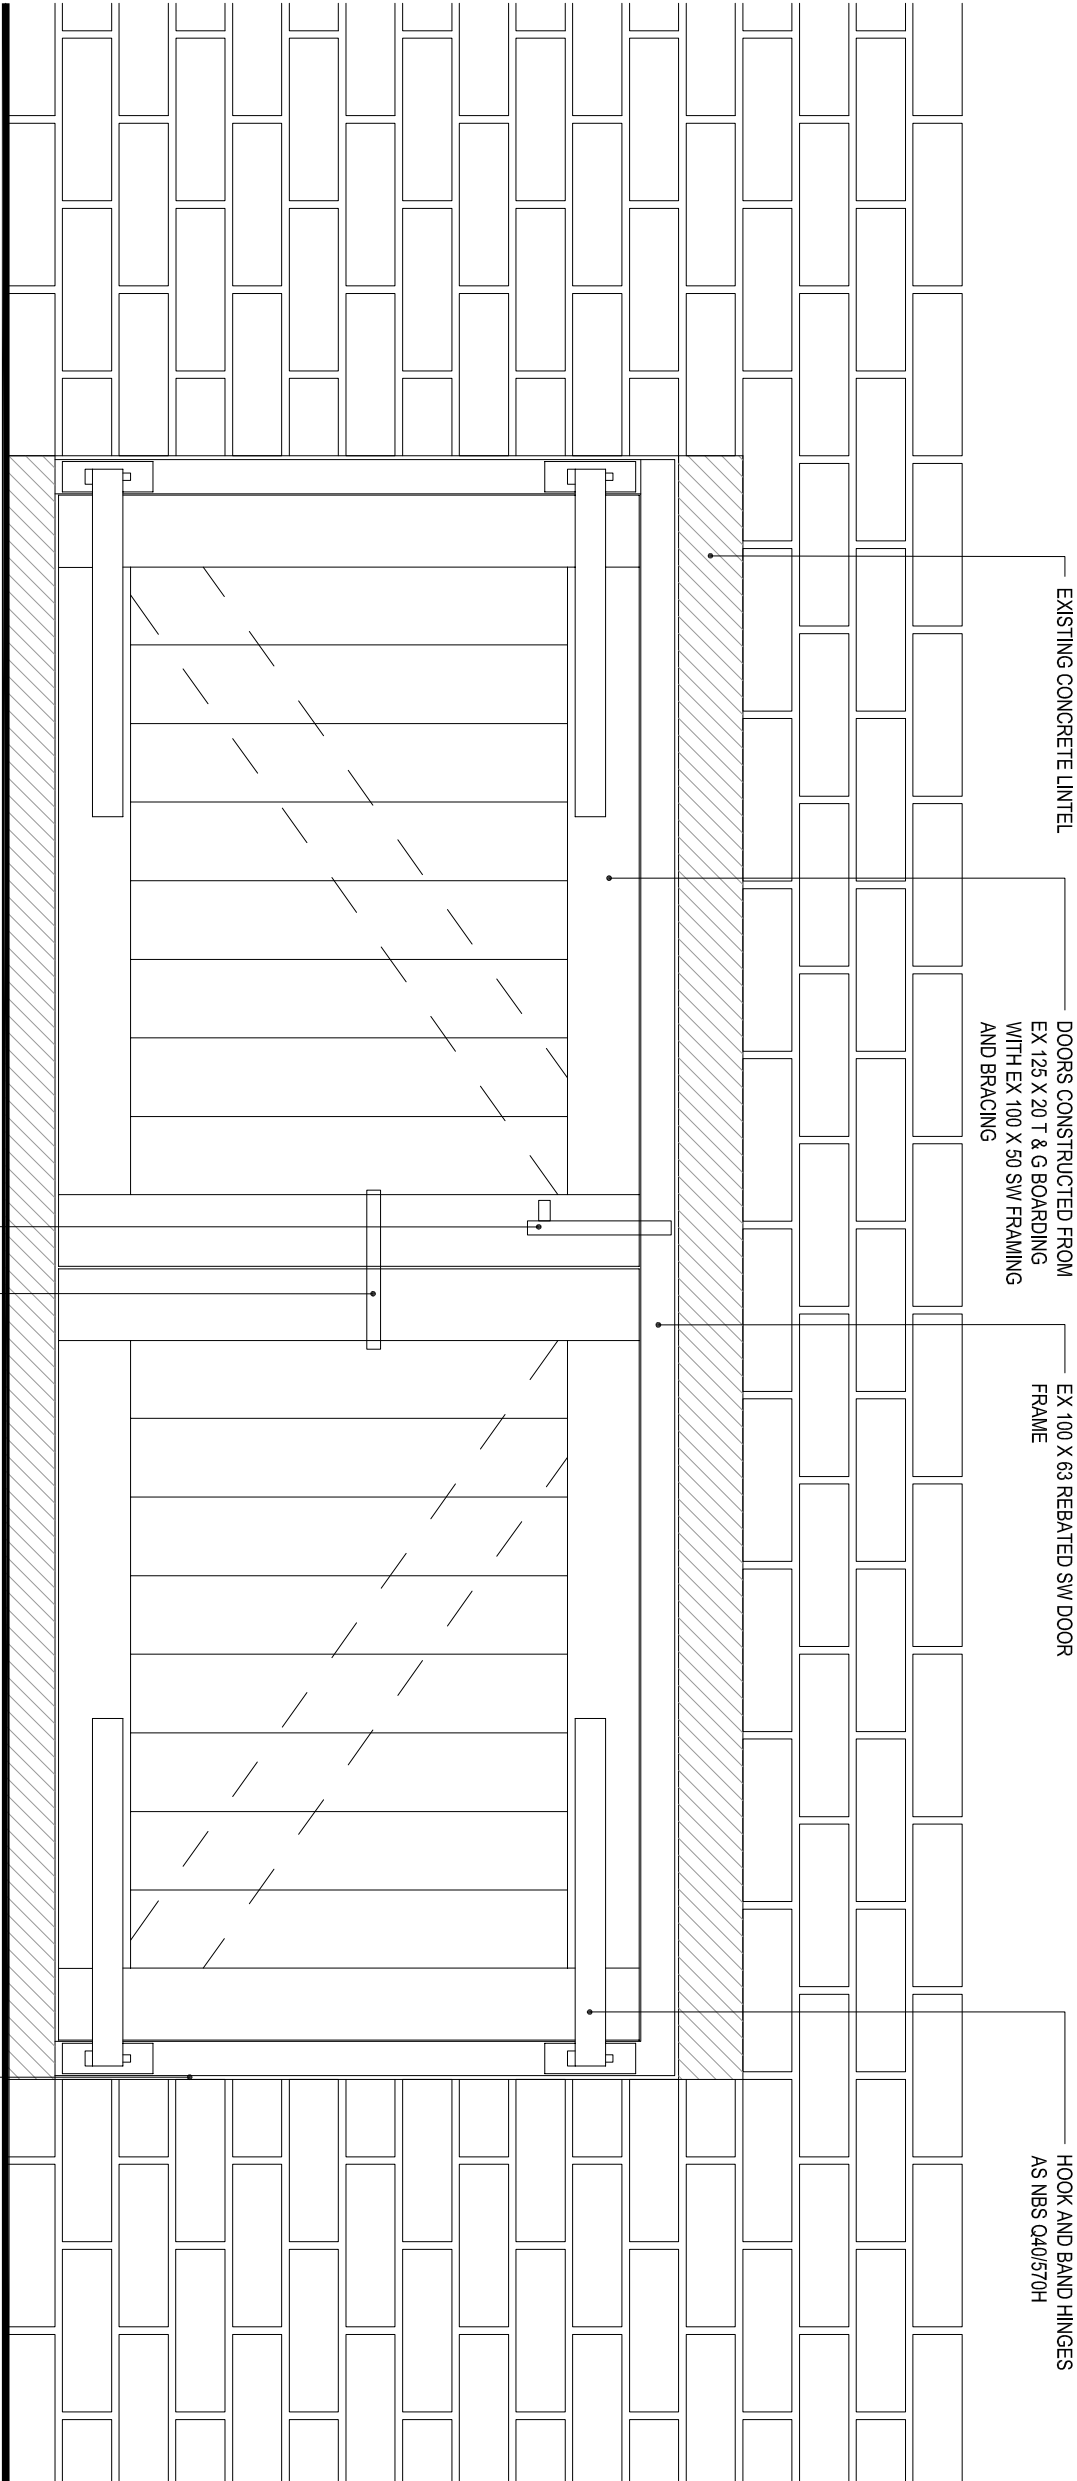 EXISTING CONCRETE LINTEL
DOORS CONSTRUCTED FROM
EX 125 X 20 T & G BOARDING
WITH EX 100 X 50 SW FRAMING
AND BRACING
EX 100 X 63 REBATED SW DOOR
FRAME
HOOK AND BAND HINGES
AS NBS Q40/570H